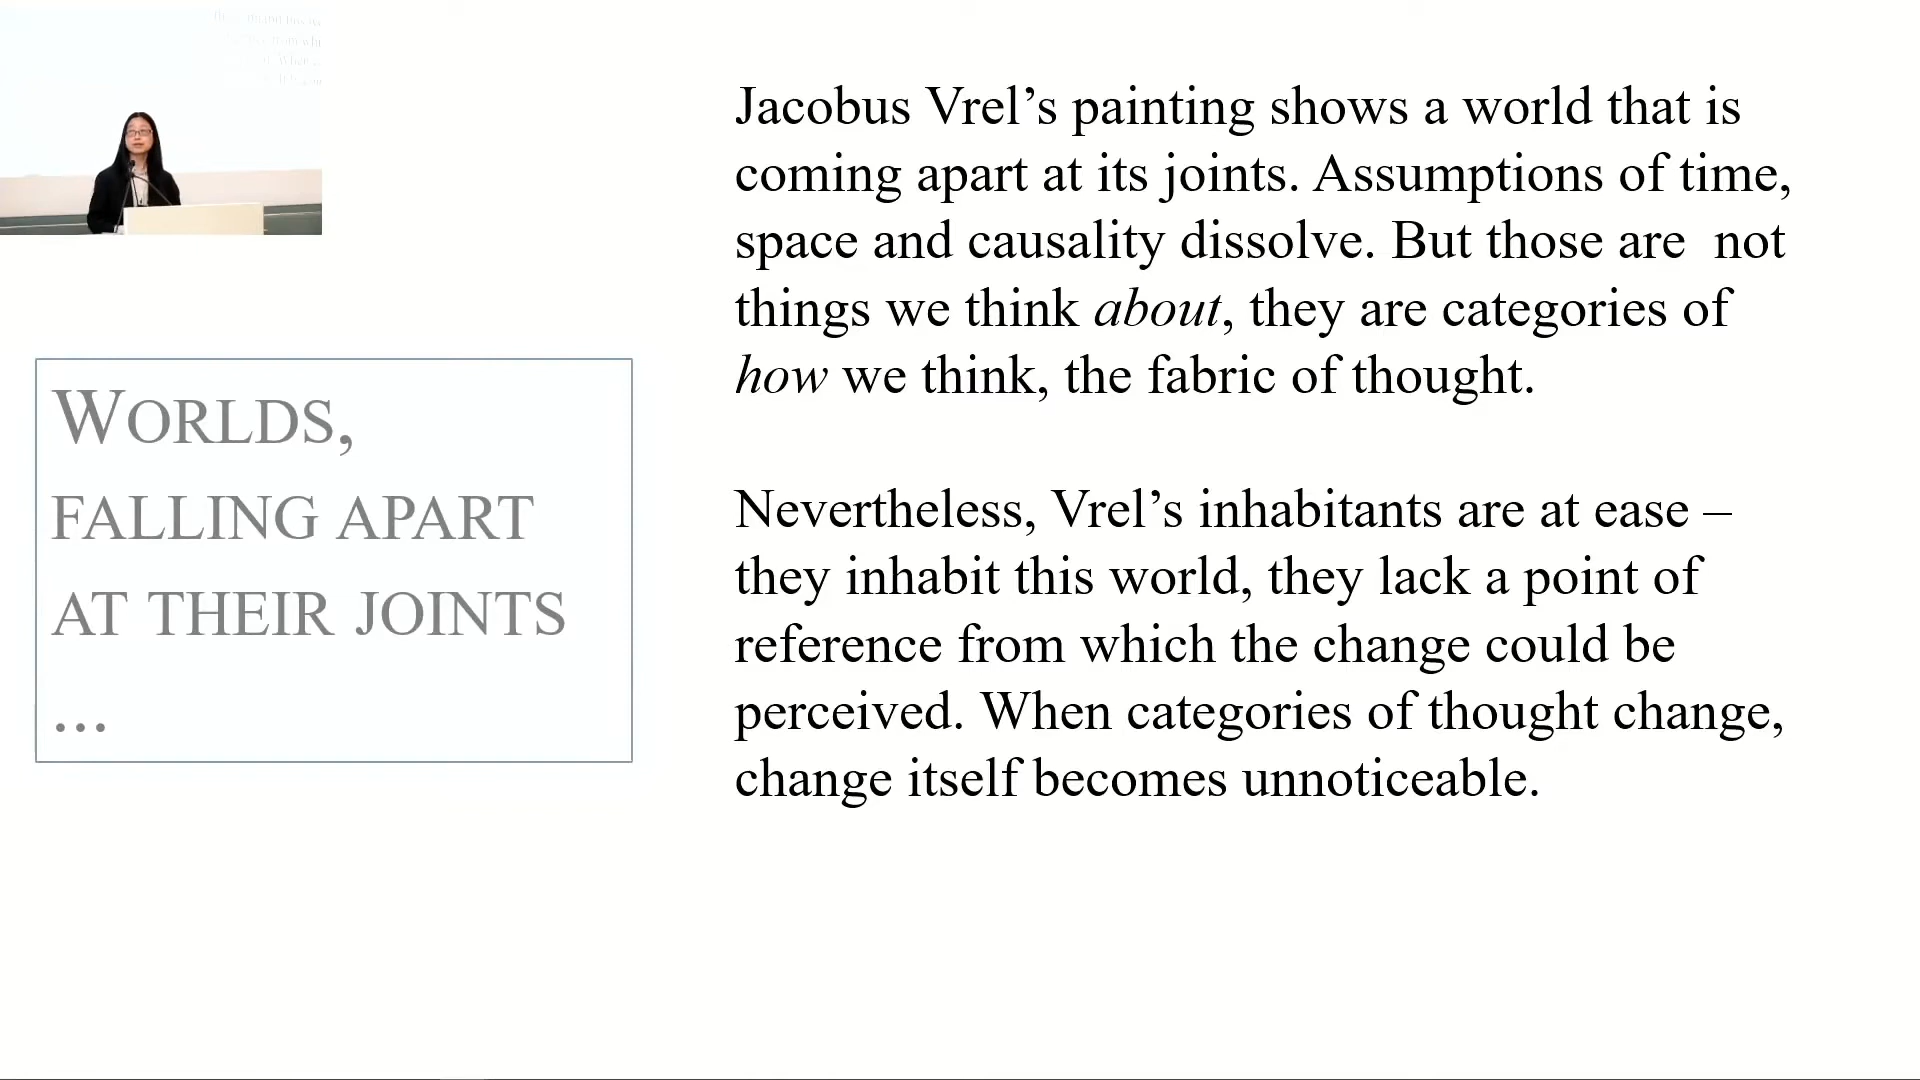 WORLDS,
FALLING APART
AT THEIR JOINTS
...
Jacobus Vrel’s painting shows a world that is
coming apart at its joints. Assumptions of time,
space and causality dissolve. But those are  not
things we think about, they are categories of
how we think, the fabric of thought.
Nevertheless, Vrel’s inhabitants are at ease –
they inhabit this world, they lack a point of
reference from which the change could be
perceived. When categories of thought change,
change itself becomes unnoticeable.